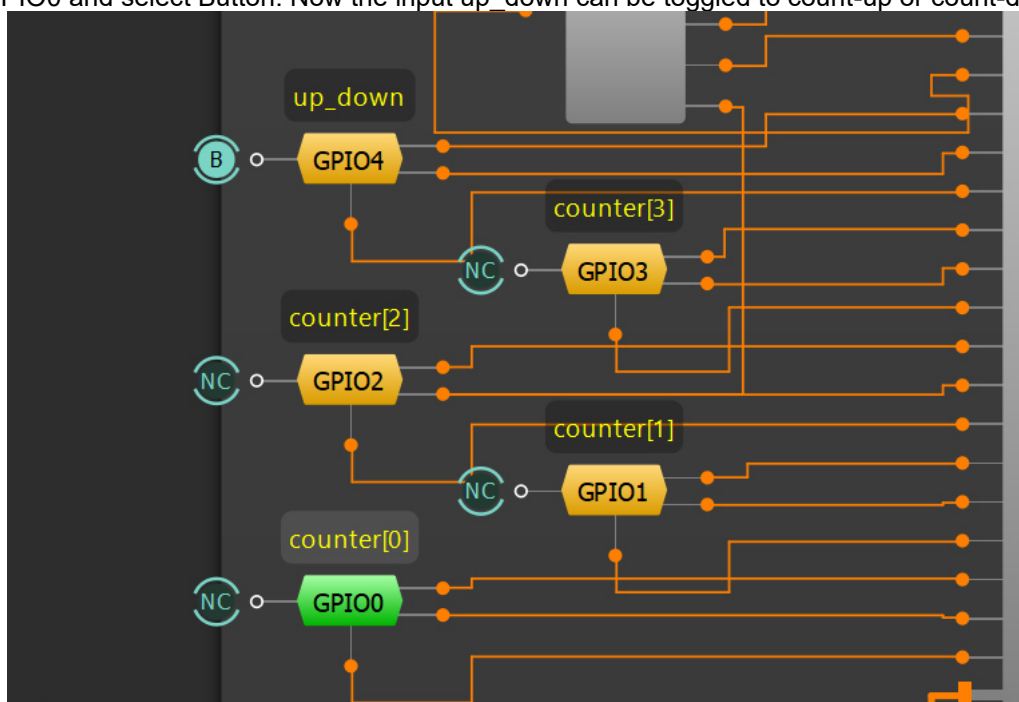 PIO0 and select Button. Now the input up_down can be toggled to count-up or count-d
up_down
B
GPIO4
counter[3]
NC
GPIO3
counter[2]
NC
GPIO2
counter[1]
NC
GPIO1
counter[0]
NC
GPIO0